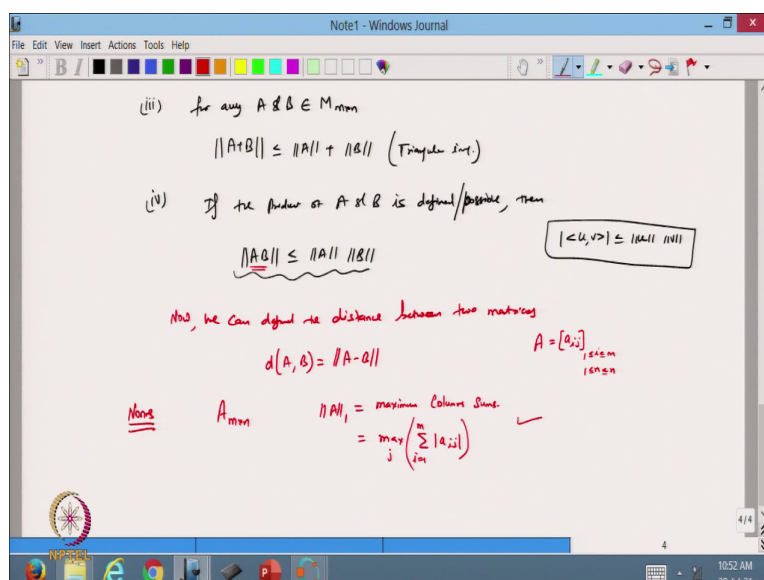 Note1 - Windows Journal
File Edit View Insert Actions Tools Help
B I
(iii) for any A & B ∈ Mm×n
||A+B|| ≤ ||A|| + ||B|| (Triangular inq.)
(iv) If the product of A & B is defined/possible, then
|<u,v>| ≤ ||u|| ||v||
||AB|| ≤ ||A|| ||B||
Now, we can defined the distance between two matrices
d(A, B) = ||A-B||
A = [aij] 1≤i≤m
1≤n≤n
Norms Am×n ||A||1 = maximum Column Sums.
= max j (∑ i=1 m |aij|)
4/4
4
NPTEL
10:52 AM